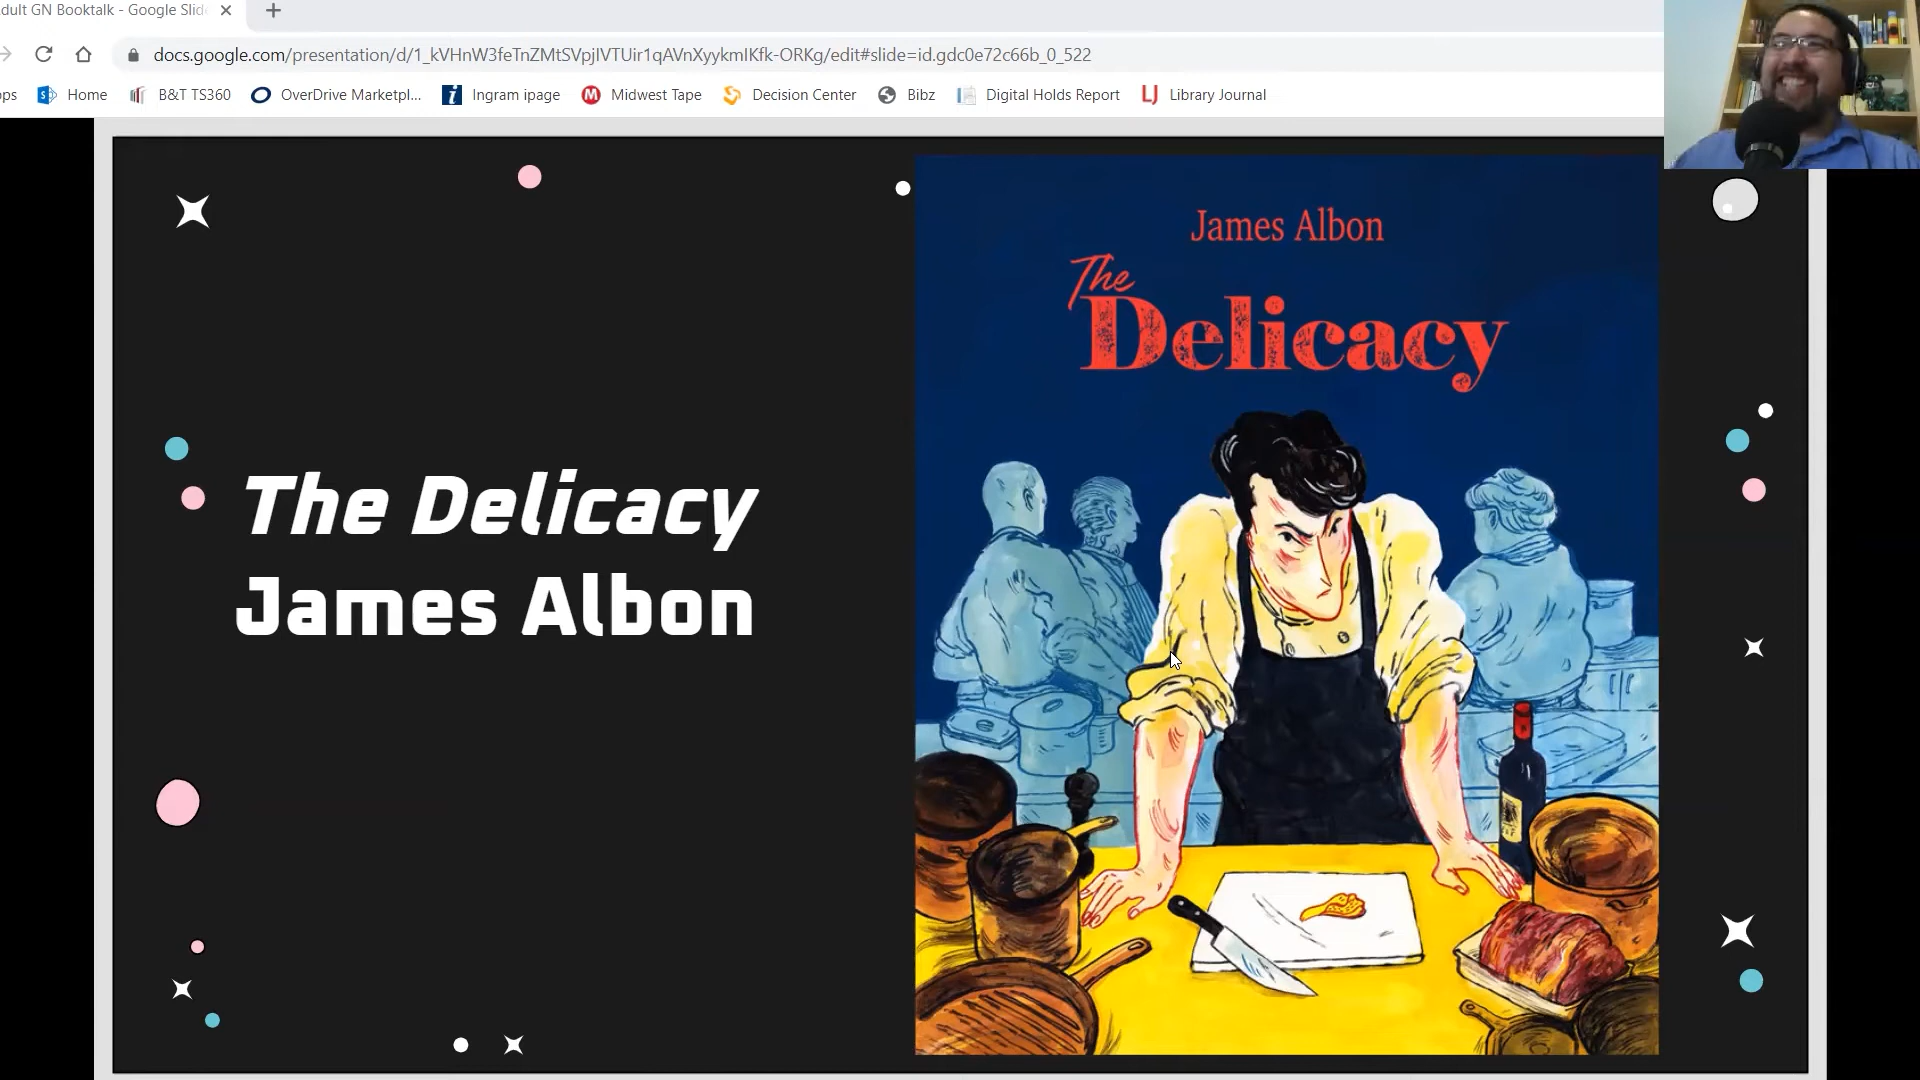 dult GN Booktalk - Google Slid
docs.google.com/presentation/d/1_kVHnW3feTnZMtSVpjIVTUir1qAVnXyykmIKfk-ORKg/edit#slide=id.gdc0e72c66b_0_522
ps Home B&T TS360 OverDrive Marketpl... Ingram ipage Midwest Tape Decision Center Bibz Digital Holds Report Library Journal
James Albon
The
Delicacy
The Delicacy
James Albon